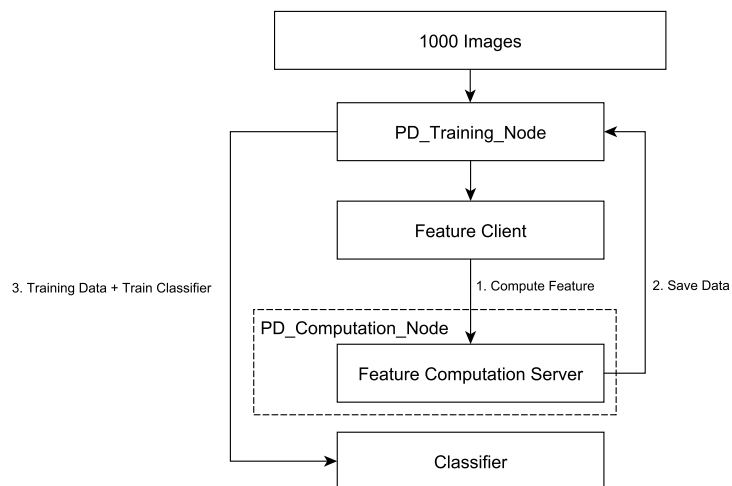 1000 Images
PD_Training_Node
Feature Client
3. Training Data + Train Classifier
1. Compute Feature
2. Save Data
PD_Computation_Node
Feature Computation Server
Classifier